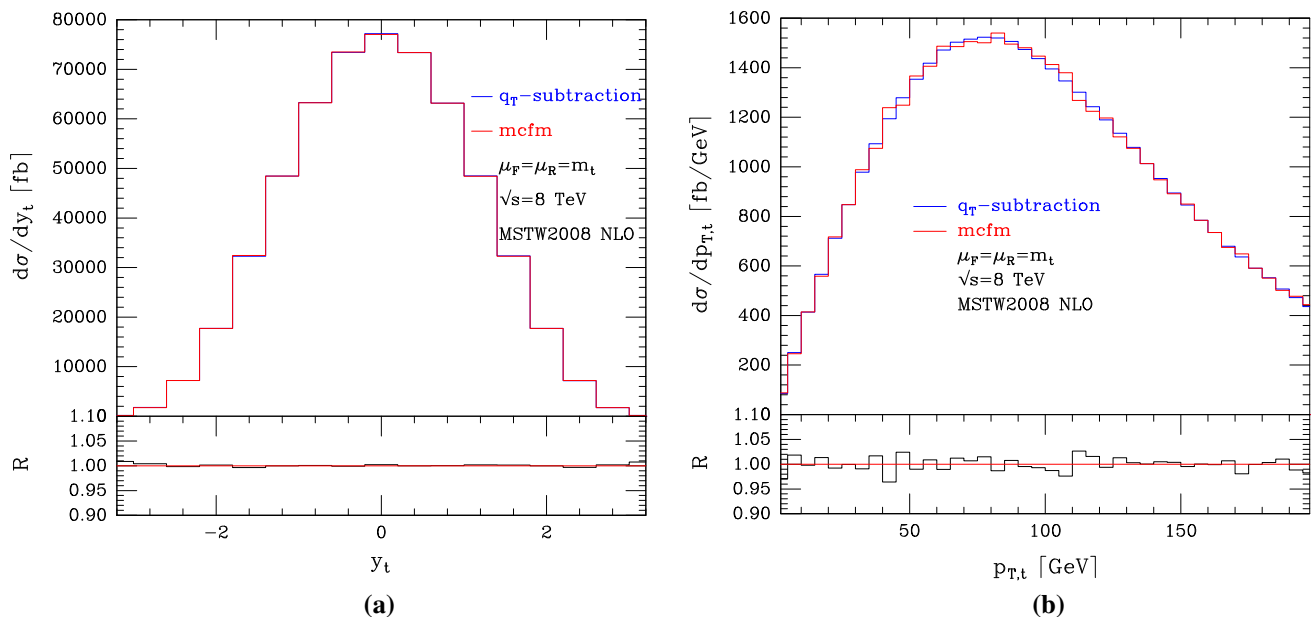 80000
70000
60000
50000
40000
30000
20000
10000
1.10
1.05
1.00
0.95
0.90
dσ/dy_t [fb]
R
q_T-subtraction
mcfm
μ_F=μ_R=m_t
√s=8 TeV
MSTW2008 NLO
-2
0
2
y_t
(a)
1600
1400
1200
1000
800
600
400
200
1.10
1.05
1.00
0.95
0.90
dσ/dp_{T,t} [fb/GeV]
R
q_T-subtraction
mcfm
μ_F=μ_R=m_t
√s=8 TeV
MSTW2008 NLO
50
100
150
p_{T,t} [GeV]
(b)